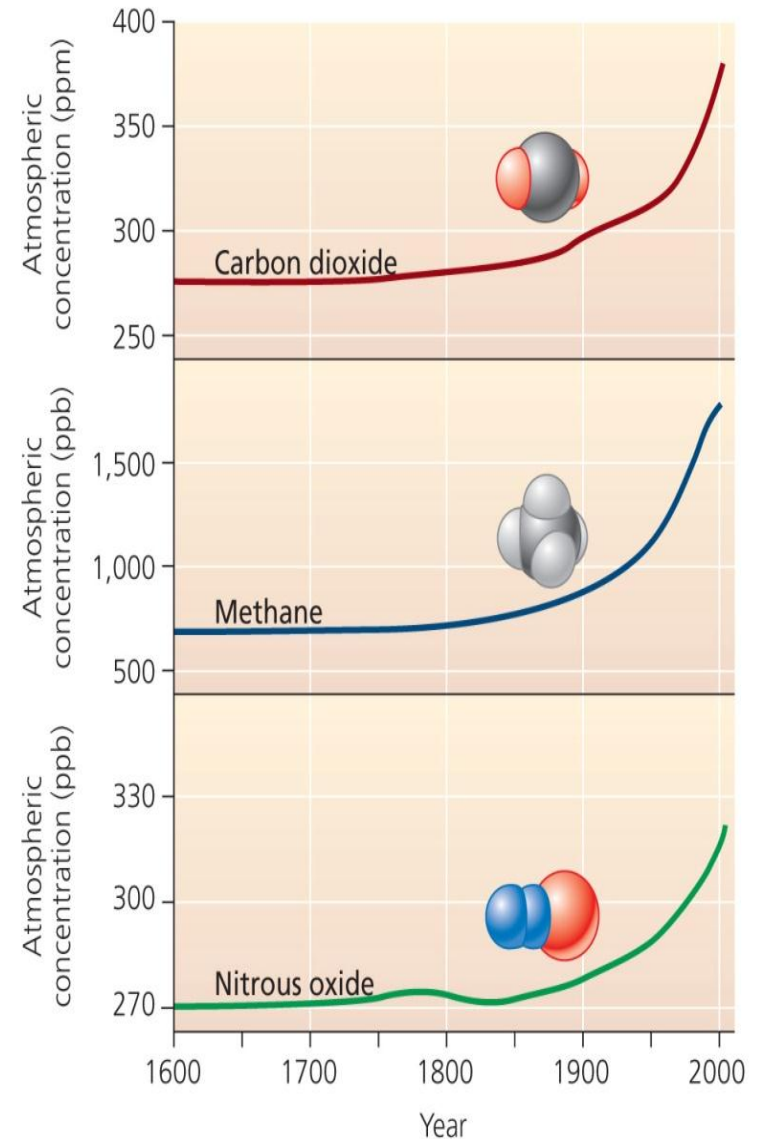 Atmospheric
concentration (ppm)
400
350
300
250
Carbon dioxide
Atmospheric
concentration (ppb)
1,500
1,000
500
Methane
Atmospheric
concentration (ppb)
330
300
270
Nitrous oxide
1600 1700 1800 1900 2000
Year